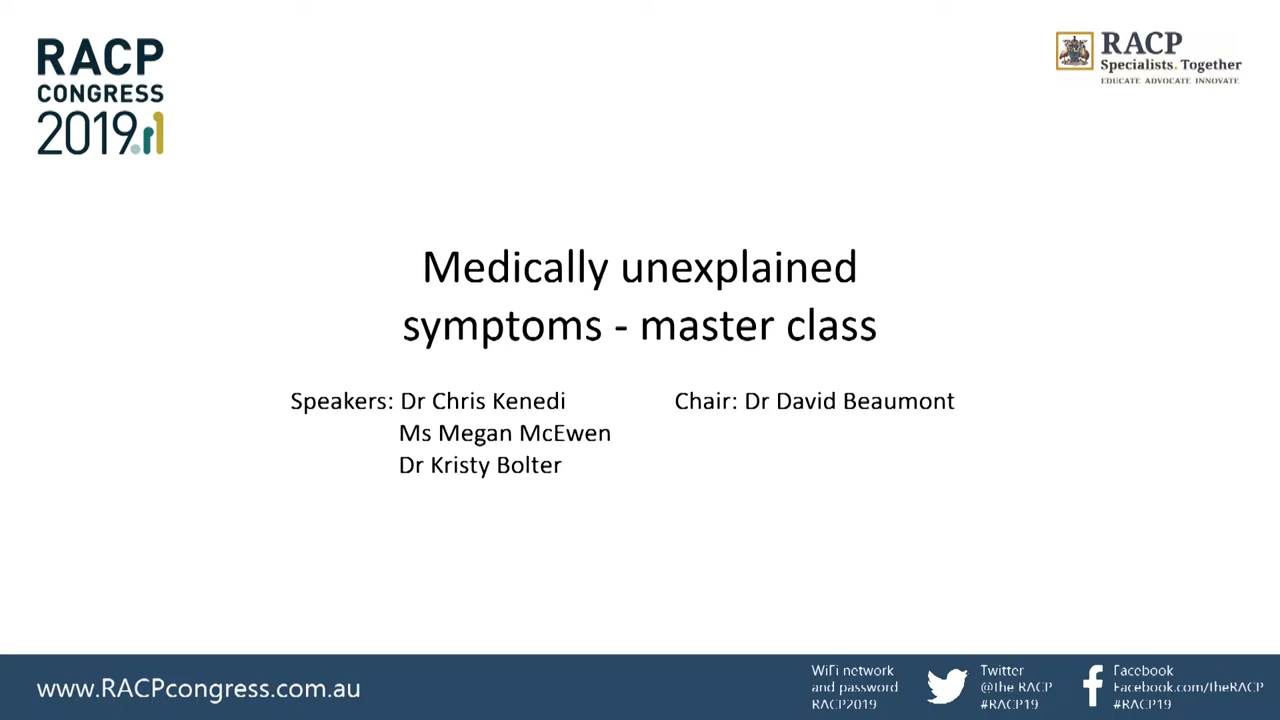 RACP
CONGRESS
2019
RACP
Specialists. Together
EDUCATE ADVOCATE INNOVATE
Medically unexplained
symptoms - master class
Speakers: Dr Chris Kenedi
Ms Megan McEwen
Dr Kristy Bolter
Chair: Dr David Beaumont
www.RACPcongress.com.au
WiFi network
and password
RACP2019
Twitter
@the RACP
#RACP19
Facebook
Facebook.com/theRACP
#RACP19